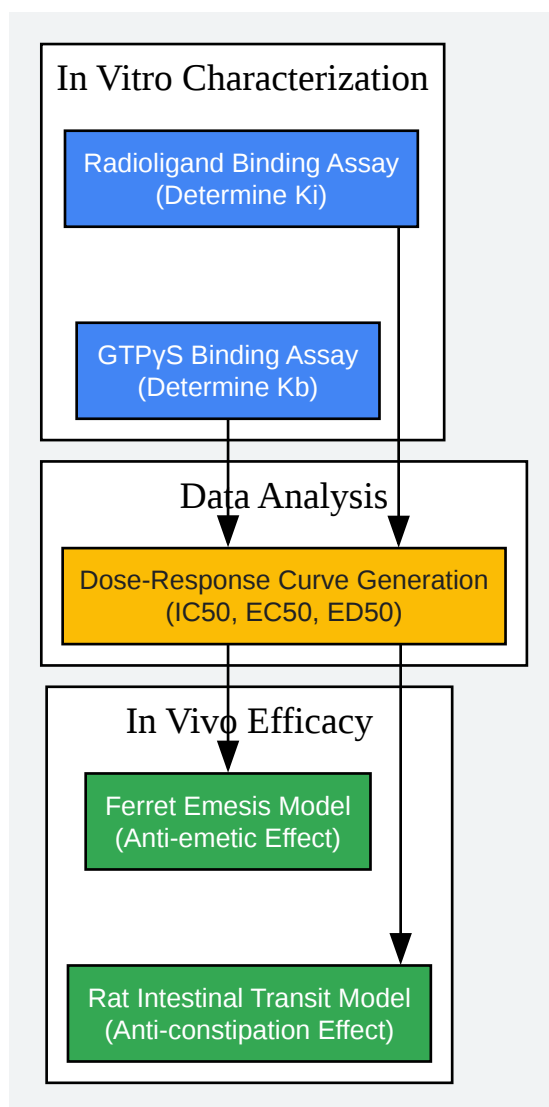 In Vitro Characterization
Radioligand Binding Assay
(Determine Ki)
GTPγS Binding Assay
(Determine Kb)
Data Analysis
Dose-Response Curve Generation
(IC50, EC50, ED50)
In Vivo Efficacy
Ferret Emesis Model
(Anti-emetic Effect)
Rat Intestinal Transit Model
(Anti-constipation Effect)